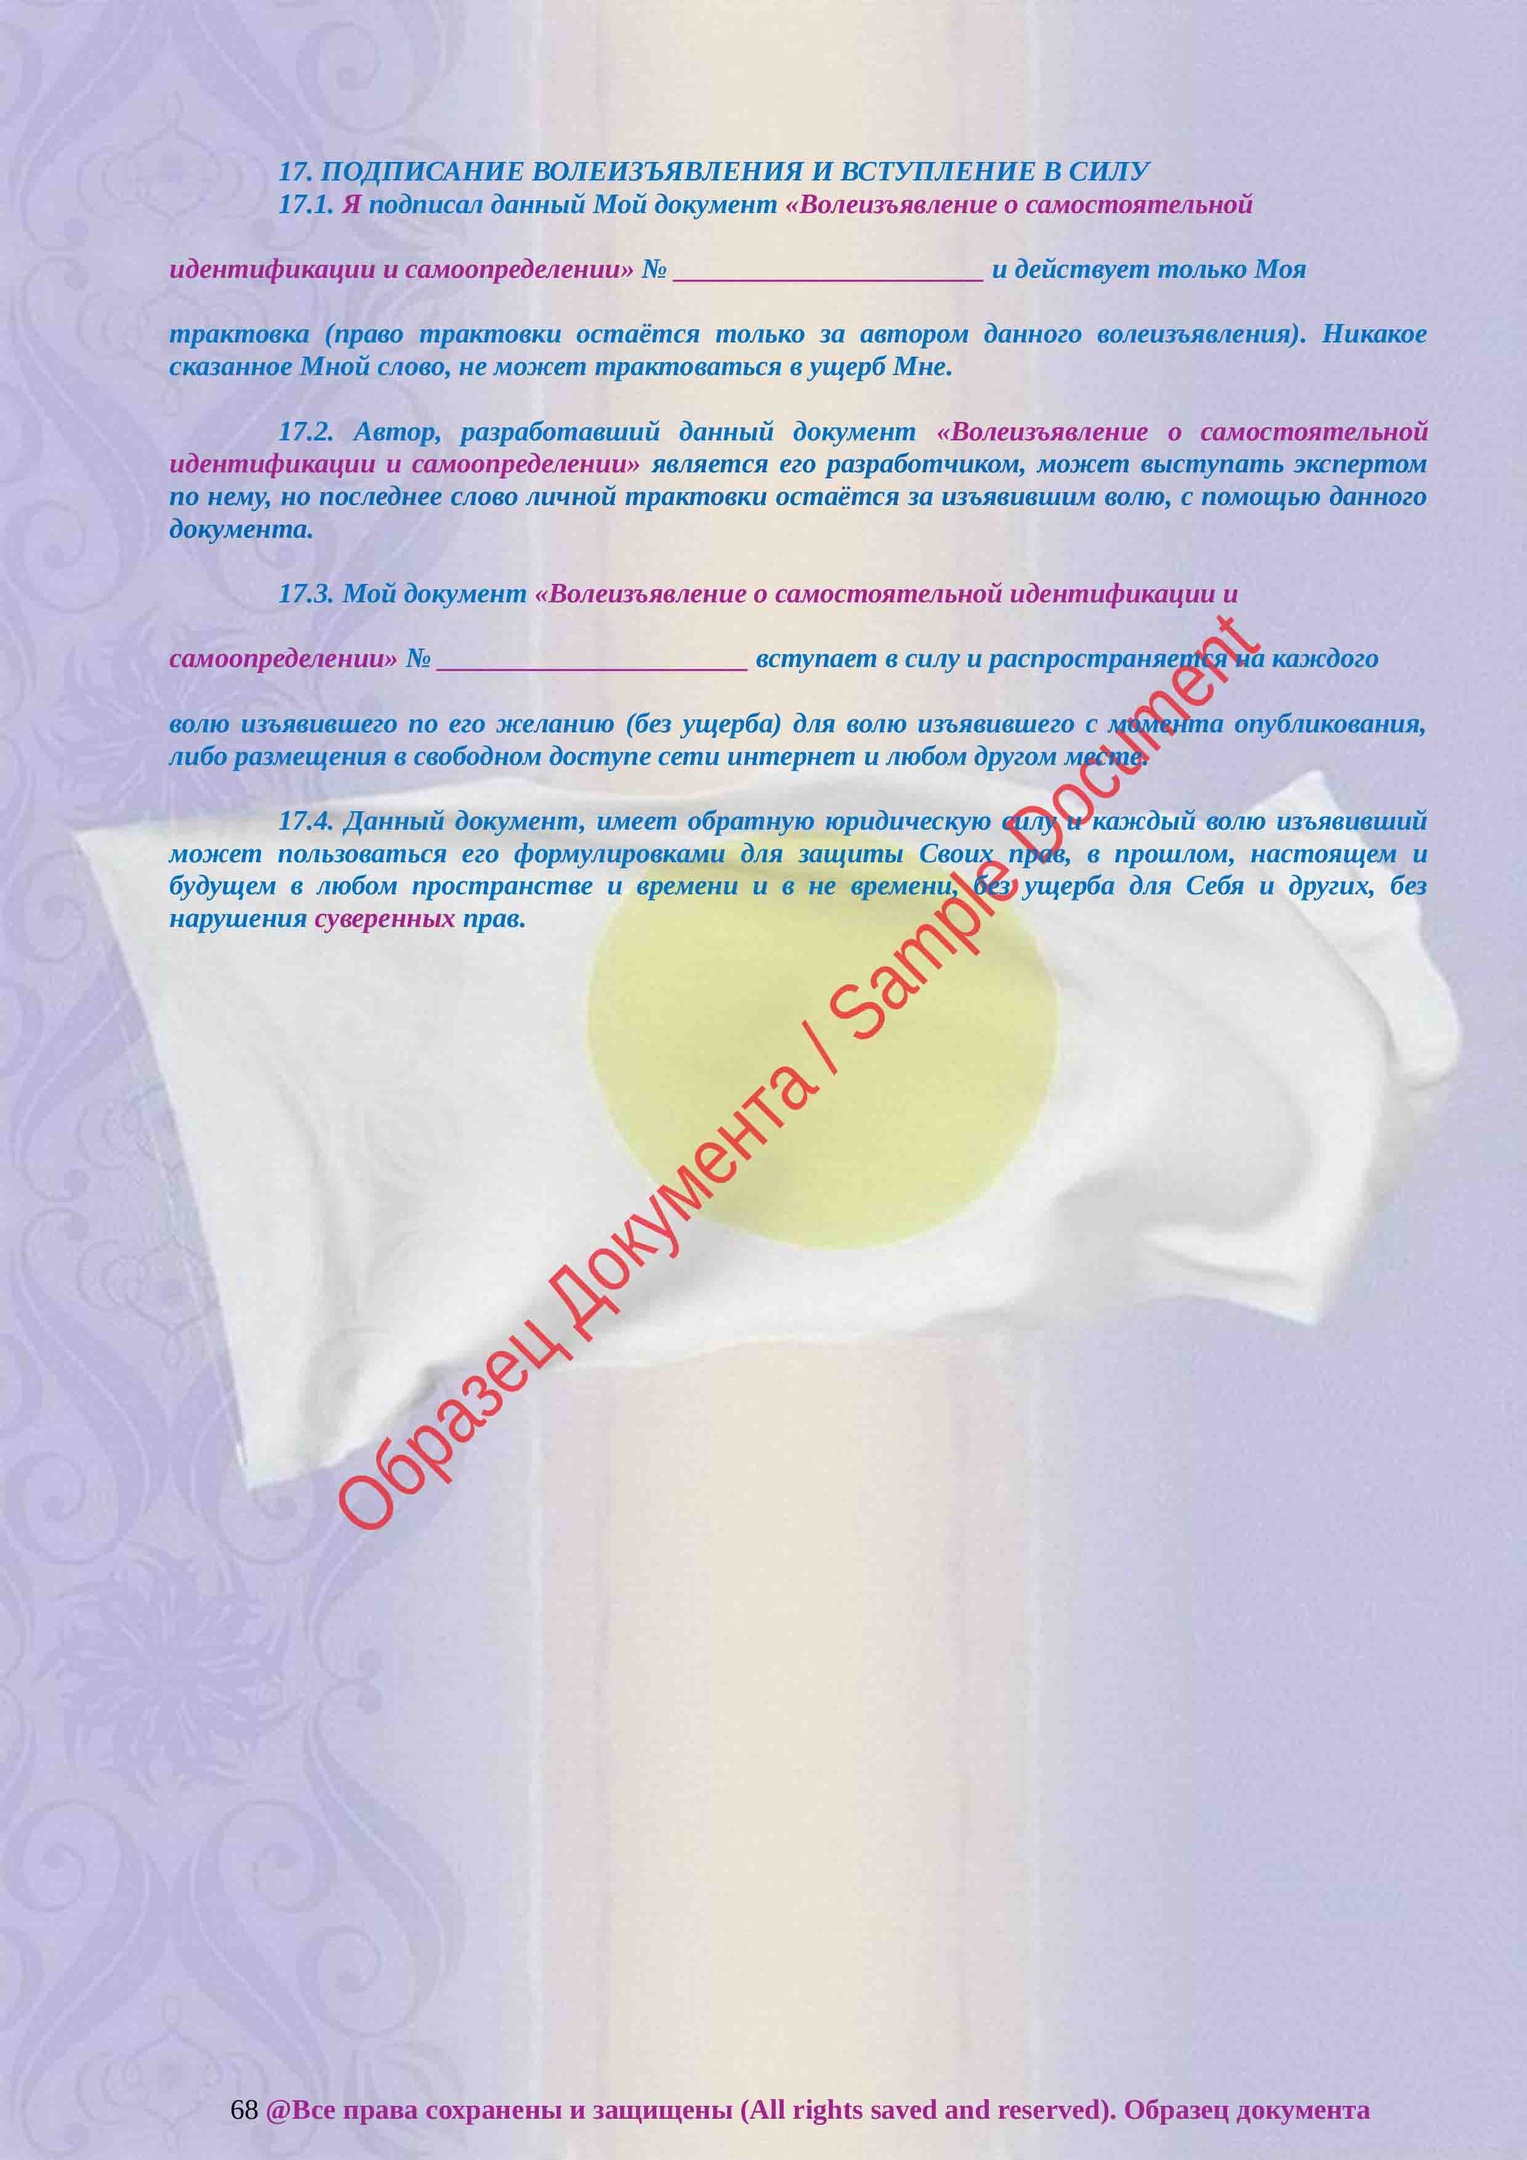 17. ПОДПИСАНИЕ ВОЛЕИЗЪЯВЛЕНИЯ И ВСТУПЛЕНИЕ В СИЛУ
17.1. Я подписал данный Мой документ «Волеизъявление о самостоятельной
идентификации и самоопределении» № ______________________ и действует только Моя
трактовка (право трактовки остаётся только за автором данного волеизъявления). Никакое
сказанное Мной слово, не может трактоваться в ущерб Мне.
17.2. Автор, разработавший данный документ «Волеизъявление о самостоятельной
идентификации и самоопределении» является его разработчиком, может выступать экспертом
по нему, но последнее слово личной трактовки остаётся за изъявившим волю, с помощью данного
документа.
17.3. Мой документ «Волеизъявление о самостоятельной идентификации и
самоопределении» № ______________________ вступает в силу и распространяется на каждого
волю изъявившего по его желанию (без ущерба) для волю изъявившего с момента опубликования,
либо размещения в свободном доступе сети интернет и любом другом месте.
17.4. Данный документ, имеет обратную юридическую силу и каждый волю изъявивший
может пользоваться его формулировками для защиты Своих прав, в прошлом, настоящем и
будущем в любом пространстве и времени и в не времени, без ущерба для Себя и других, без
нарушения суверенных прав.
Образец Документа / Sample Document
68 @Все права сохранены и защищены (All rights saved and reserved). Образец документа